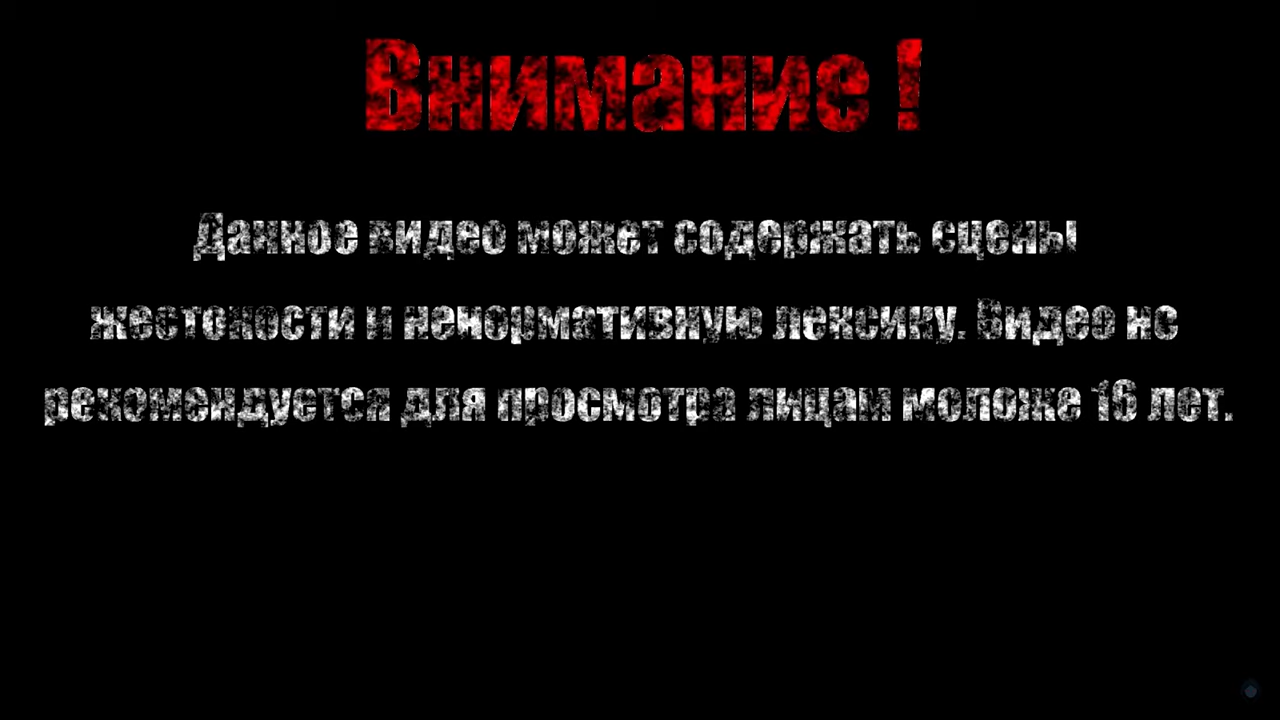 Внимание !
Данное видео может содержать сцены
жестокости и ненормативную лексику. Видео не
рекомендуется для просмотра лицам моложе 16 лет.